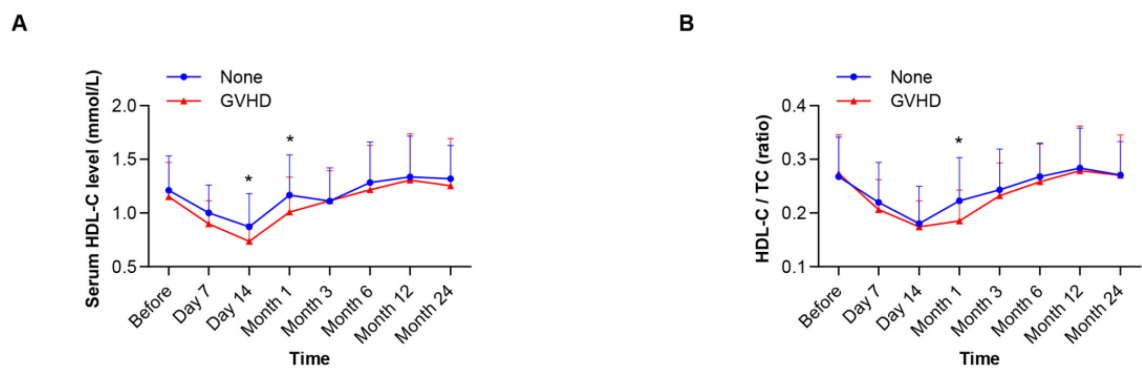 A
None
GVHD
Serum HDL-C level (mmol/L)
2.0
1.5
1.0
0.5
*
*
Before
Day 7
Day 14
Month 1
Month 3
Month 6
Month 12
Month 24
Time
B
None
GVHD
HDL-C / TC (ratio)
0.4
0.3
0.2
0.1
*
Before
Day 7
Day 14
Month 1
Month 3
Month 6
Month 12
Month 24
Time